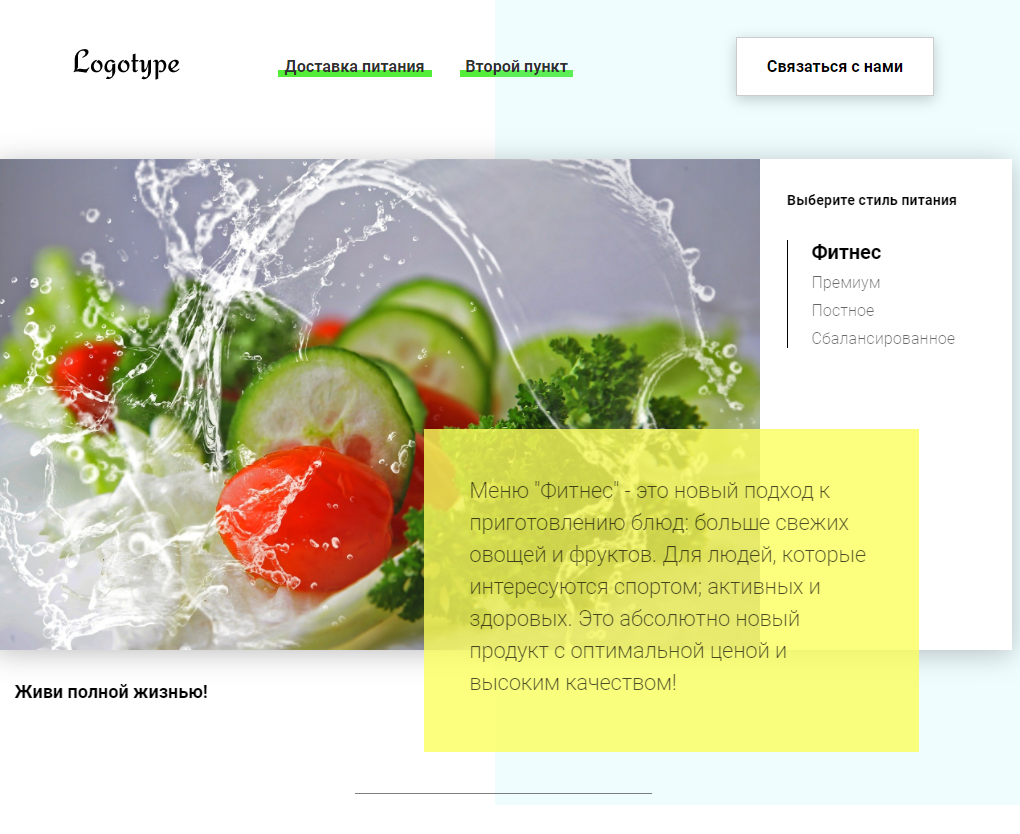 Logotype
Доставка питания
Второй пункт
Связаться с нами
Выберите стиль питания
Фитнес
Премиум
Постное
Сбалансированное
Меню "Фитнес" - это новый подход к
приготовлению блюд: больше свежих
овощей и фруктов. Для людей, которые
интересуются спортом; активных и
здоровых. Это абсолютно новый
продукт с оптимальной ценой и
высоким качеством!
Живи полной жизнью!